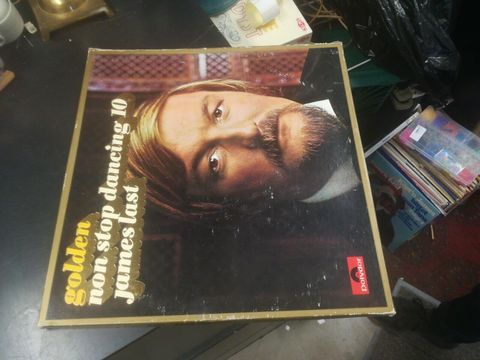 golden
non stop dancing 10
james last
polydor